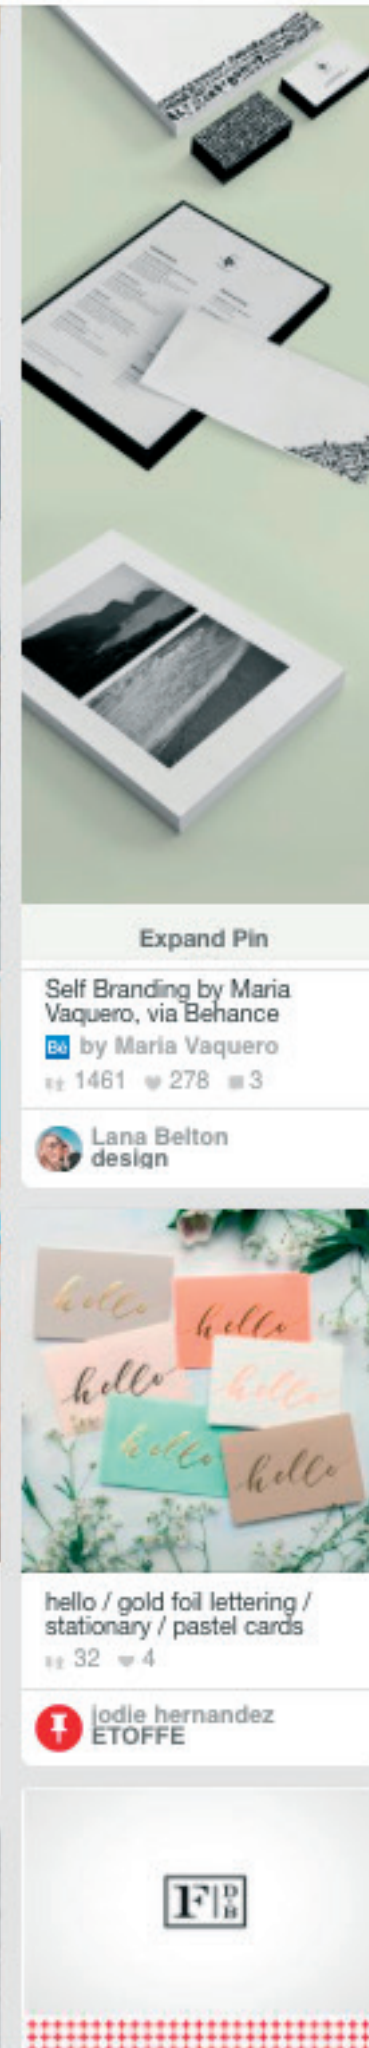 Expand Pin
Self Branding by Maria
Vaquero, via Behance
Bē by Maria Vaquero
1461 278 3
Lana Belton
design
hello
hello
hello
hello
hello
hello
hello / gold foil lettering /
stationary / pastel cards
32 4
jodie hernandez
ETOFFE
F D
B